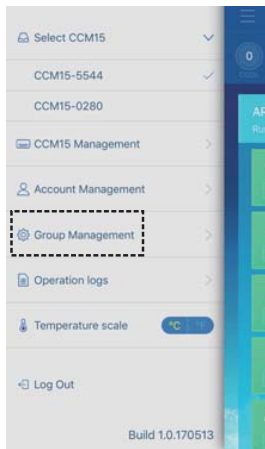 Select CCM15
0
CCM15-5544
CCM15-0280
CCM15 Management
Account Management
Group Management
Operation logs
Temperature scale °C °F
Log Out
Build 1.0.170513